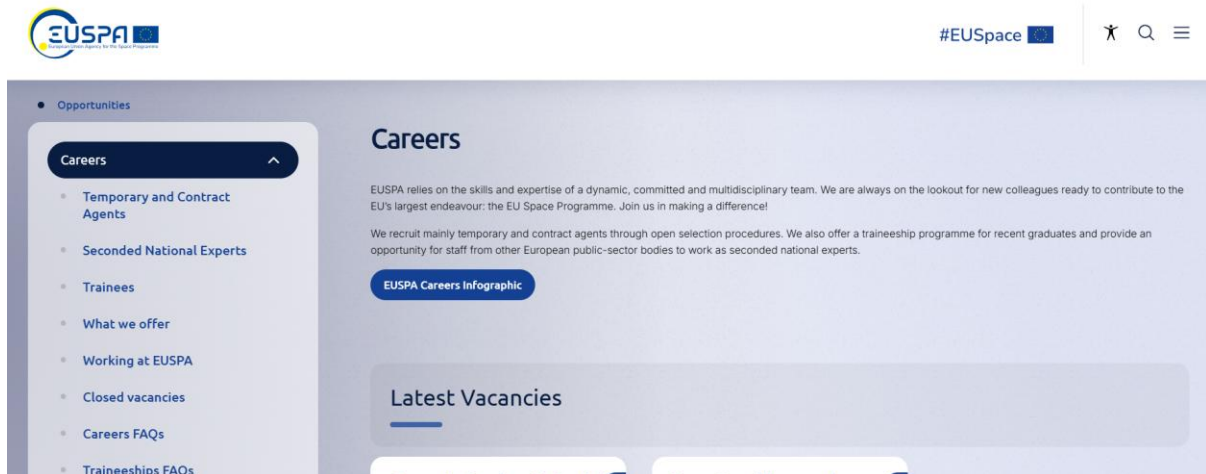 EUSPA
European Union Agency for the Space Programme
#EUSpace
Opportunities
Careers
Temporary and Contract
Agents
Seconded National Experts
Trainees
What we offer
Working at EUSPA
Closed vacancies
Careers FAQs
Traineeships FAQs
Careers
EUSPA relies on the skills and expertise of a dynamic, committed and multidisciplinary team. We are always on the lookout for new colleagues ready to contribute to the
EU's largest endeavour: the EU Space Programme. Join us in making a difference!
We recruit mainly temporary and contract agents through open selection procedures. We also offer a traineeship programme for recent graduates and provide an
opportunity for staff from other European public-sector bodies to work as seconded national experts.
EUSPA Careers Infographic
Latest Vacancies